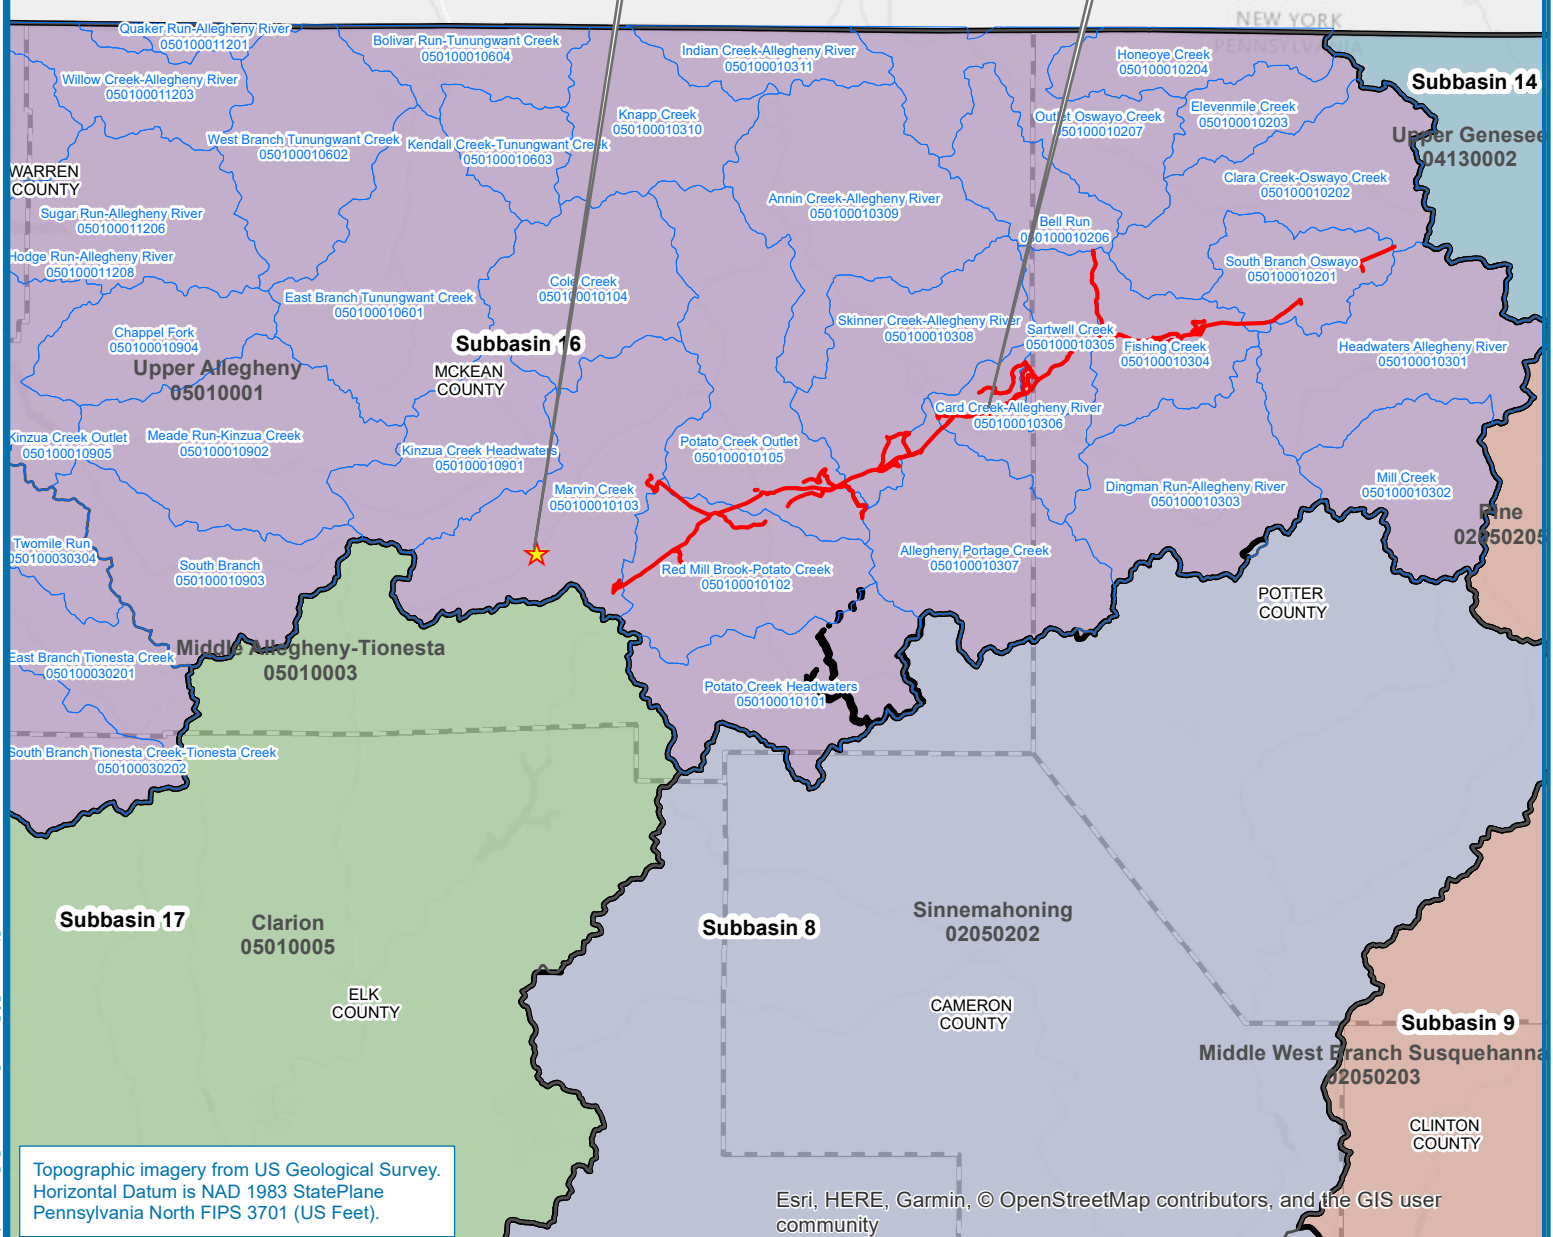 NEW YORK
PENNSYLVANIA
Quaker Run-Allegheny River
050100011201
Bolivar Run-Tunungwant Creek
050100010604
Indian Creek-Allegheny River
050100010311
Honeoye Creek
050100010204
Subbasin 14
Willow Creek-Allegheny River
050100011203
Knapp Creek
050100010310
Outlet Oswayo Creek
050100010207
Elevenmile Creek
050100010203
Upper Genesee
04130002
West Branch Tunungwant Creek
050100010602
Kendall Creek-Tunungwant Creek
050100010603
WARREN
COUNTY
Clara Creek-Oswayo Creek
050100010202
Annin Creek-Allegheny River
050100010309
Sugar Run-Allegheny River
050100011206
Bell Run
050100010206
Hodge Run-Allegheny River
050100011208
South Branch Oswayo
050100010201
Cole Creek
050100010104
East Branch Tunungwant Creek
050100010601
Skinner Creek-Allegheny River
050100010308
Sartwell Creek
050100010305
Chappel Fork
050100010904
Subbasin 16
Fishing Creek
050100010304
Headwaters Allegheny River
050100010301
Upper Allegheny
05010001
MCKEAN
COUNTY
Card Creek-Allegheny River
050100010306
Kinzua Creek Outlet
050100010905
Meade Run-Kinzua Creek
050100010902
Kinzua Creek Headwaters
050100010901
Potato Creek Outlet
050100010105
Marvin Creek
050100010103
Dingman Run-Allegheny River
050100010303
Mill Creek
050100010302
Pine
02050205
Twomile Run
050100030304
South Branch
050100010903
Allegheny Portage Creek
050100010307
Red Mill Brook-Potato Creek
050100010102
POTTER
COUNTY
Middle Allegheny-Tionesta
05010003
East Branch Tionesta Creek
050100030201
Potato Creek Headwaters
050100010101
South Branch Tionesta Creek-Tionesta Creek
050100030202
Subbasin 17
Clarion
05010005
Subbasin 8
Sinnemahoning
02050202
ELK
COUNTY
CAMERON
COUNTY
Subbasin 9
Middle West Branch Susquehanna
02050203
CLINTON
COUNTY
Topographic imagery from US Geological Survey.
Horizontal Datum is NAD 1983 StatePlane
Pennsylvania North FIPS 3701 (US Feet).
Esri, HERE, Garmin, © OpenStreetMap contributors, and the GIS user
community